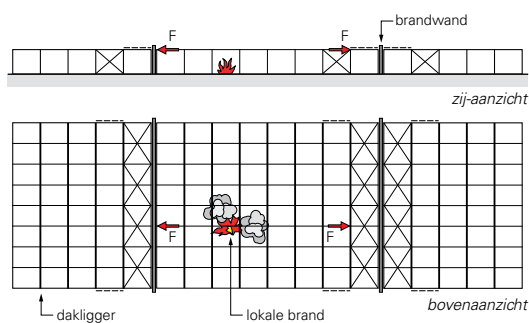 brandwand
F
F
zij-aanzicht
F
F
dakligger
lokale brand
bovenaanzicht